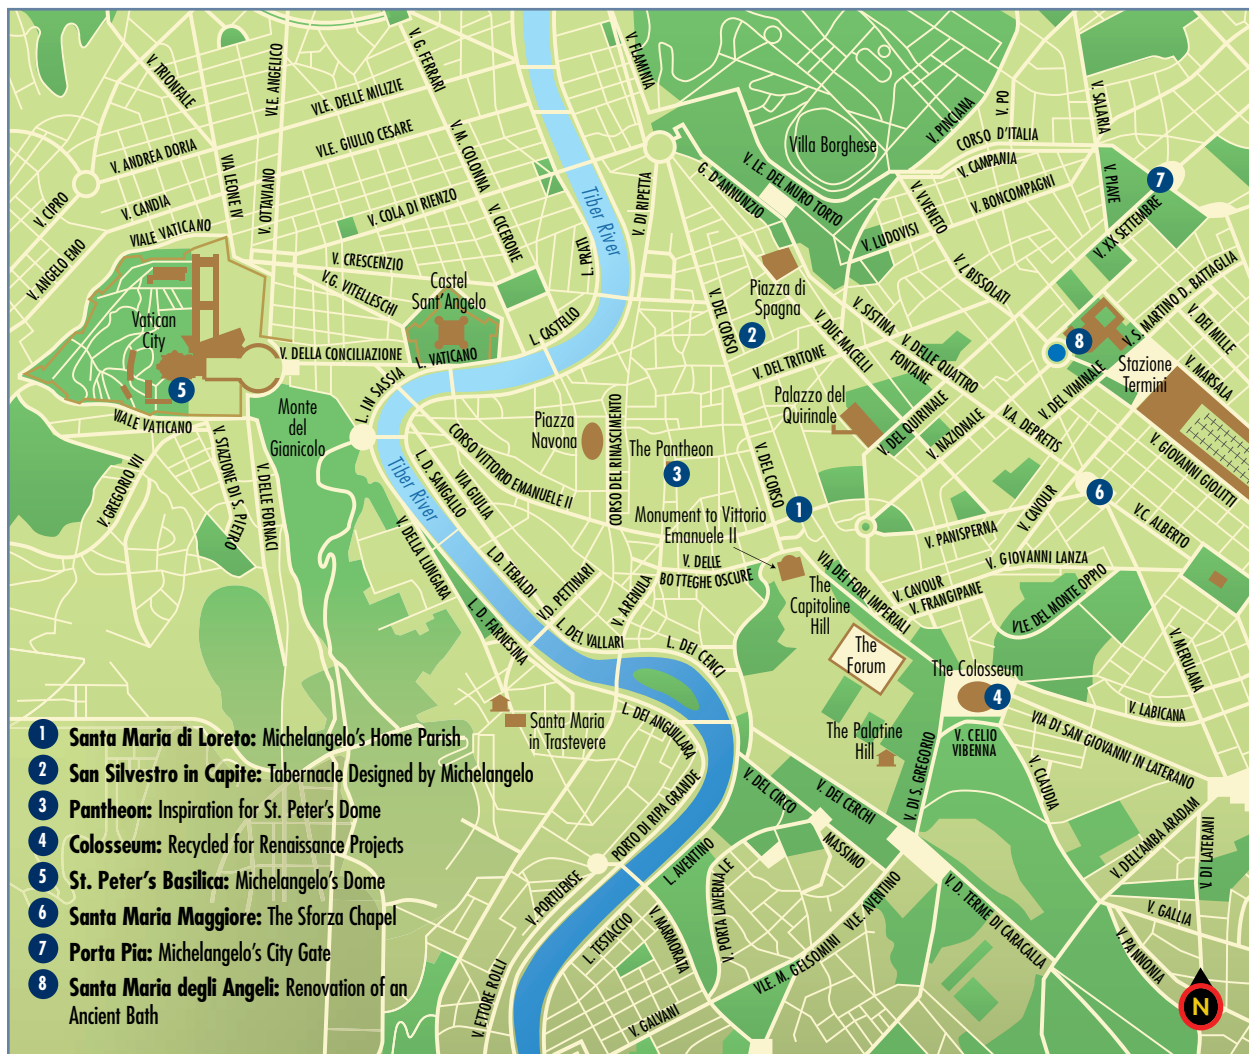 V. TRIONFALE
VLE. ANGELICO
V. G. FERRARI
V. FLAMINIA
VLE. DELLE MILIZIE
VLE. GIULIO CESARE
V. ANDREA DORIA
V. M. COLONNA
VIA LEONE IV
V. OTTAVIANO
V. CIPRO
V. CANDIA
V. COLA DI RIENZO
V. CICERONE
VIALE VATICANO
V. ANGELO EMO
V. CRESCENZIO
V.G. VITELLESCHI
Castel
Sant'Angelo
L. PRATI
Tiber River
V. DI RIPETTA
L. CASTELLO
L. VATICANO
V. DELLA CONCILIAZIONE
Vatican
City
5
VIALE VATICANO
L. IN SASSIA
Monte
del
Gianicolo
V. GREGORIO VII
V. STAZIONE DI S. PIETRO
V. DELLE FORNACI
Villa Borghese
V. PINCIANA
V. PO
V. SALARIA
CORSO D'ITALIA
V. CAMPANIA
V. BONCOMPAGNI
V. PIAVE
7
V. XX SETTEMBRE
V. LE. DEL MURO TORTO
G. D'ANNUNZIO
V. VENETO
V. LUDOVISI
V. L. BISSOLATI
Piazza di
Spagna
V. DEL CORSO
2
V. SISTINA
V. DUE MACELLI
V. DEL TRITONE
V. DELLE QUATTRO
FONTANE
8
V. S. MARTINO D. BATTAGLIA
V. DEI MILLE
V. MARSALA
Stazione
Termini
V. DEL VIMINALE
V.A. DEPRETIS
V. GIOVANNI GIOLITTI
Palazzo del
Quirinale
V. DEL QUIRINALE
V. NAZIONALE
Piazza
Navona
CORSO DEL RINASCIMENTO
The Pantheon
3
V. DEL CORSO
1
6
V. CAVOUR
V.C. ALBERTO
V. PANISPERNA
V. GIOVANNI LANZA
CORSO VITTORIO EMANUELE II
L. D. SANGALLO
VIA GIULIA
Tiber River
V. DELLA LUNGARA
L.D. TEBALDI
V.D. PETTINARI
V. ARENULA
Monument to Vittorio
Emanuele II
V. DELLE
BOTTEGHE OSCURE
The
Capitoline
Hill
VIA DEI FORI IMPERIALI
V. CAVOUR
V. FRANGIPANE
VLE. DEL MONTE OPPIO
V. MERULANA
L. D. FARNESINA
L. DEI VALLARI
L. DEI CENCI
The
Forum
The Colosseum
4
V. LABICANA
VIA DI SAN GIOVANNI IN LATERANO
Santa Maria
in Trastevere
L. DEI ANGUILLARA
The Palatine
Hill
V. CELIO
VIBENNA
V. DI S. GREGORIO
V. CLAUDIA
V. DEL CIRCO
MASSIMO
V. DEI CERCHI
PORTO DI RIPA GRANDE
L. AVENTINO
V. PORTUENSE
V. PORTA LAVERNA LE
VLE. AVENTINO
V. D. TERME DI CARACALLA
V. DELL'AMBA ARADAM
V. DI LATERANI
V. GALLIA
V. PANNONIA
L. TESTACCIO
V. MARMORATA
VLE. M. GELSOMINI
V. ETTORE ROLLI
V. GALVANI
N
1 Santa Maria di Loreto: Michelangelo's Home Parish
2 San Silvestro in Capite: Tabernacle Designed by Michelangelo
3 Pantheon: Inspiration for St. Peter's Dome
4 Colosseum: Recycled for Renaissance Projects
5 St. Peter's Basilica: Michelangelo's Dome
6 Santa Maria Maggiore: The Sforza Chapel
7 Porta Pia: Michelangelo's City Gate
8 Santa Maria degli Angeli: Renovation of an
Ancient Bath